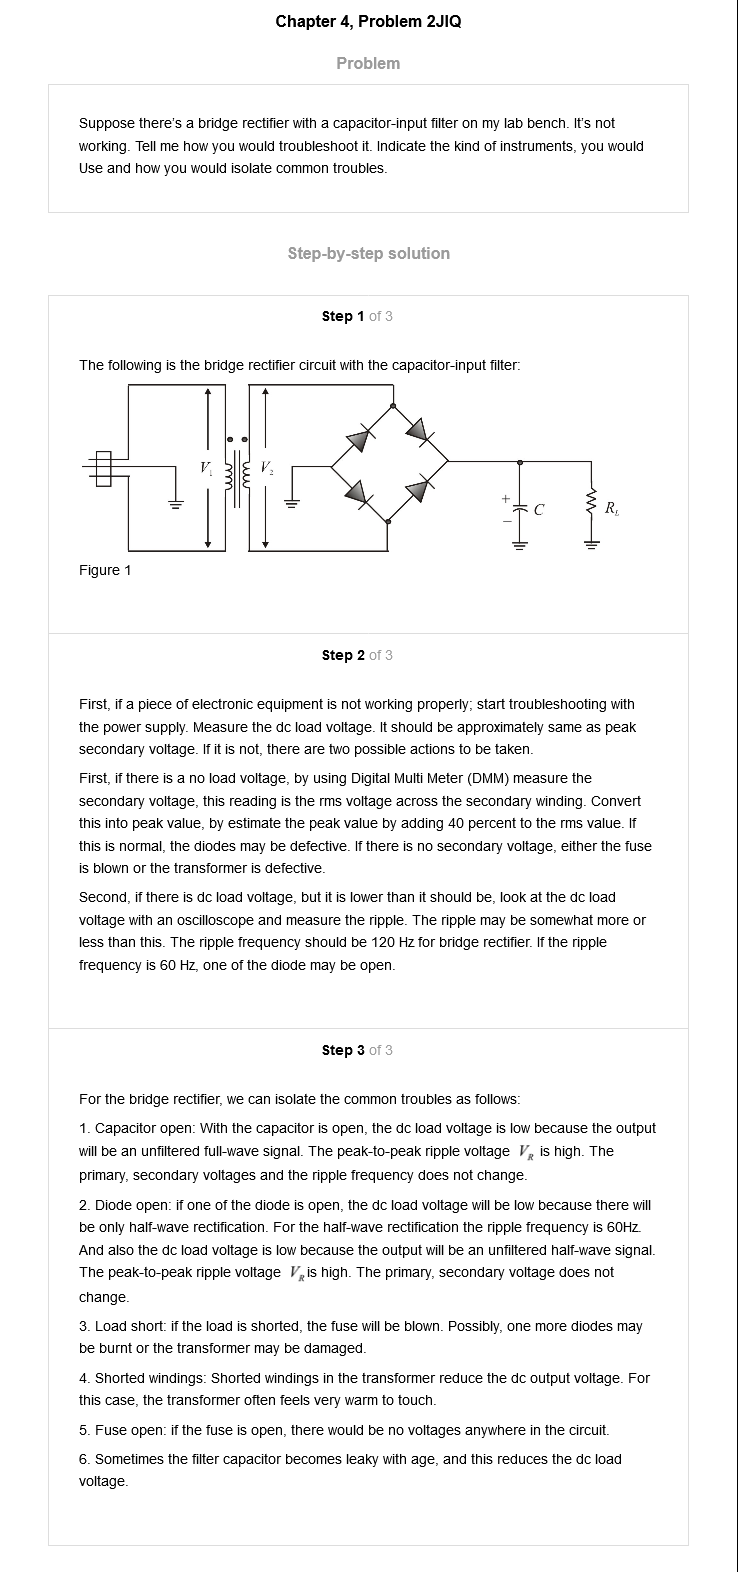 Chapter 4, Problem 2JIQ
Problem
Suppose there's a bridge rectifier with a capacitor-input filter on my lab bench. It's not
working. Tell me how you would troubleshoot it. Indicate the kind of instruments, you would
Use and how you would isolate common troubles.
Step-by-step solution
Step 1 of 3
The following is the bridge rectifier circuit with the capacitor-input filter:
V₁
V₂
+
−
C
R_L
Figure 1
Step 2 of 3
First, if a piece of electronic equipment is not working properly; start troubleshooting with
the power supply. Measure the dc load voltage. It should be approximately same as peak
secondary voltage. If it is not, there are two possible actions to be taken.
First, if there is a no load voltage, by using Digital Multi Meter (DMM) measure the
secondary voltage, this reading is the rms voltage across the secondary winding. Convert
this into peak value, by estimate the peak value by adding 40 percent to the rms value. If
this is normal, the diodes may be defective. If there is no secondary voltage, either the fuse
is blown or the transformer is defective.
Second, if there is dc load voltage, but it is lower than it should be, look at the dc load
voltage with an oscilloscope and measure the ripple. The ripple may be somewhat more or
less than this. The ripple frequency should be 120 Hz for bridge rectifier. If the ripple
frequency is 60 Hz, one of the diode may be open.
Step 3 of 3
For the bridge rectifier, we can isolate the common troubles as follows:
1. Capacitor open: With the capacitor is open, the dc load voltage is low because the output
will be an unfiltered full-wave signal. The peak-to-peak ripple voltage V_R is high. The
primary, secondary voltages and the ripple frequency does not change.
2. Diode open: if one of the diode is open, the dc load voltage will be low because there will
be only half-wave rectification. For the half-wave rectification the ripple frequency is 60Hz.
And also the dc load voltage is low because the output will be an unfiltered half-wave signal.
The peak-to-peak ripple voltage V_R is high. The primary, secondary voltage does not
change.
3. Load short: if the load is shorted, the fuse will be blown. Possibly, one more diodes may
be burnt or the transformer may be damaged.
4. Shorted windings: Shorted windings in the transformer reduce the dc output voltage. For
this case, the transformer often feels very warm to touch.
5. Fuse open: if the fuse is open, there would be no voltages anywhere in the circuit.
6. Sometimes the filter capacitor becomes leaky with age, and this reduces the dc load
voltage.